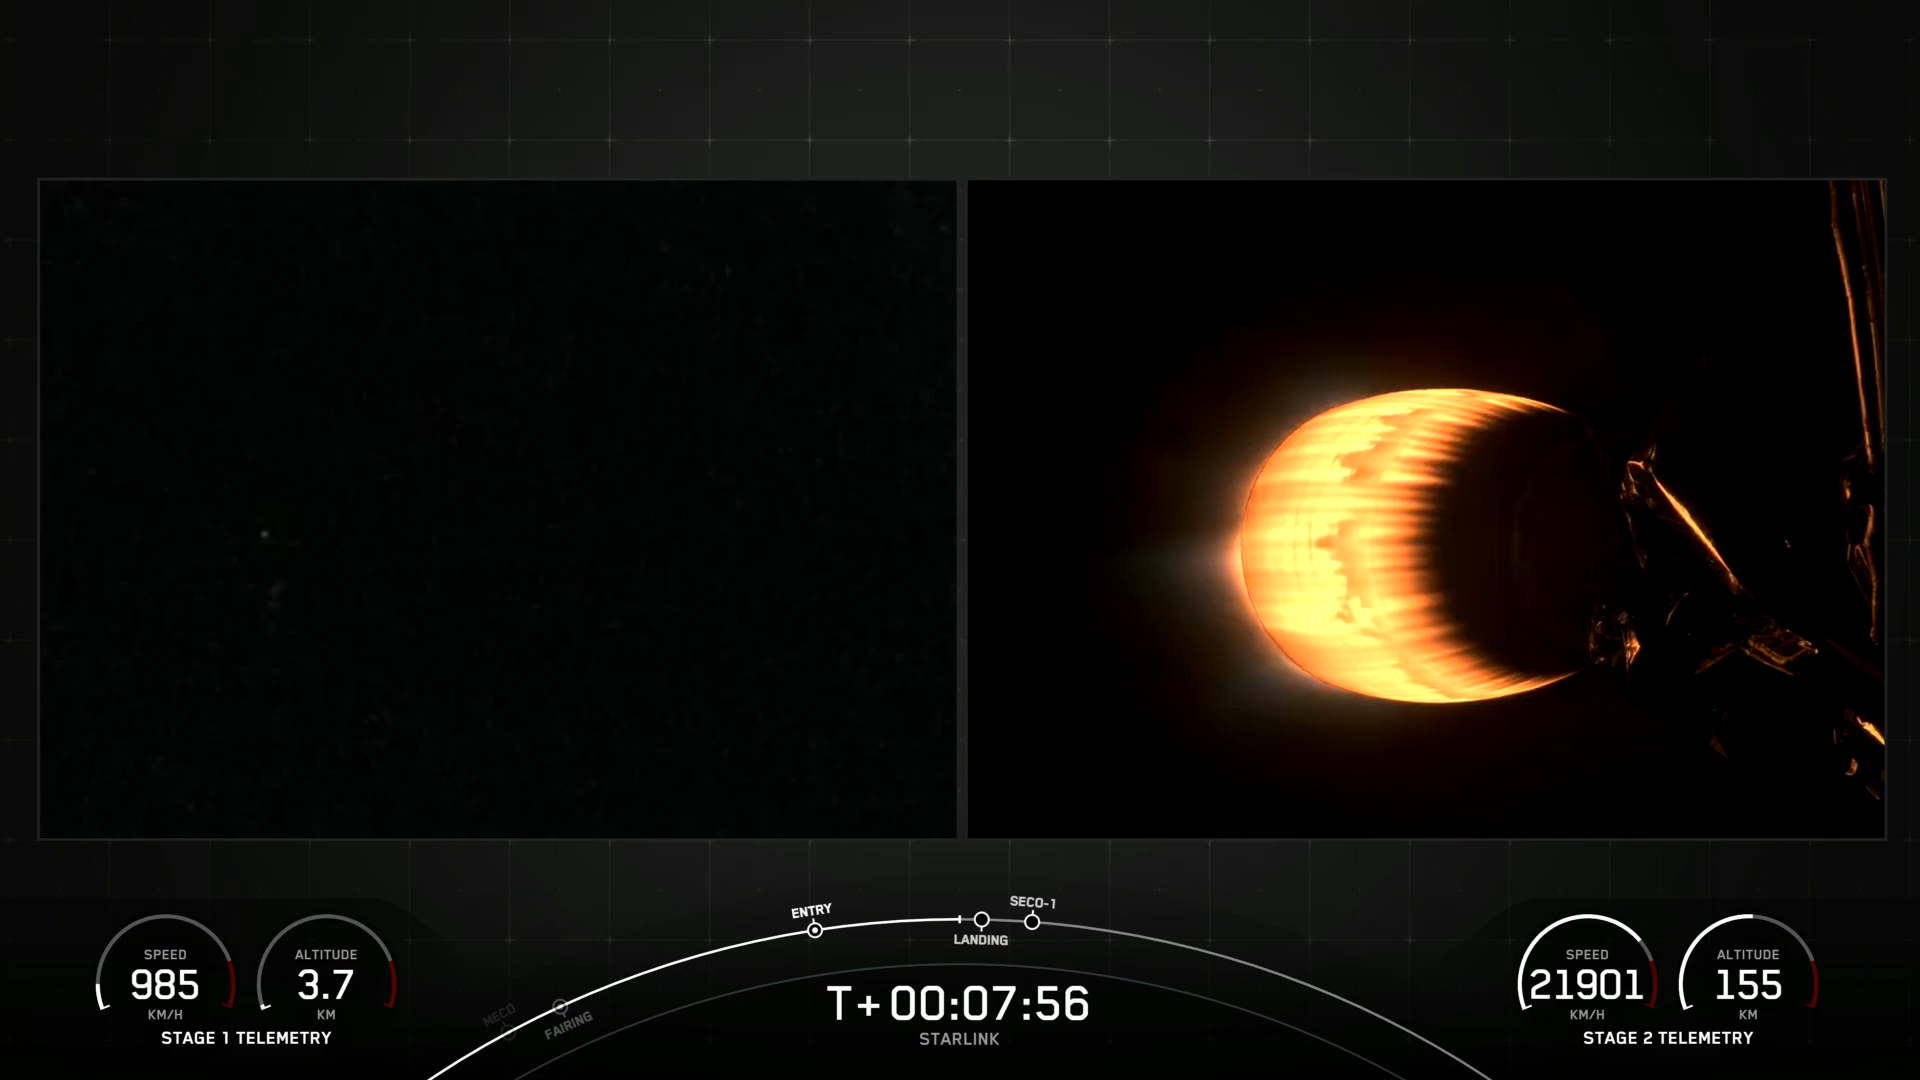 ENTRY
SECO-1
LANDING
MECO
FAIRING
SPEED
985
KM/H
ALTITUDE
3.7
KM
STAGE 1 TELEMETRY
T+00:07:56
STARLINK
SPEED
21901
KM/H
ALTITUDE
155
KM
STAGE 2 TELEMETRY